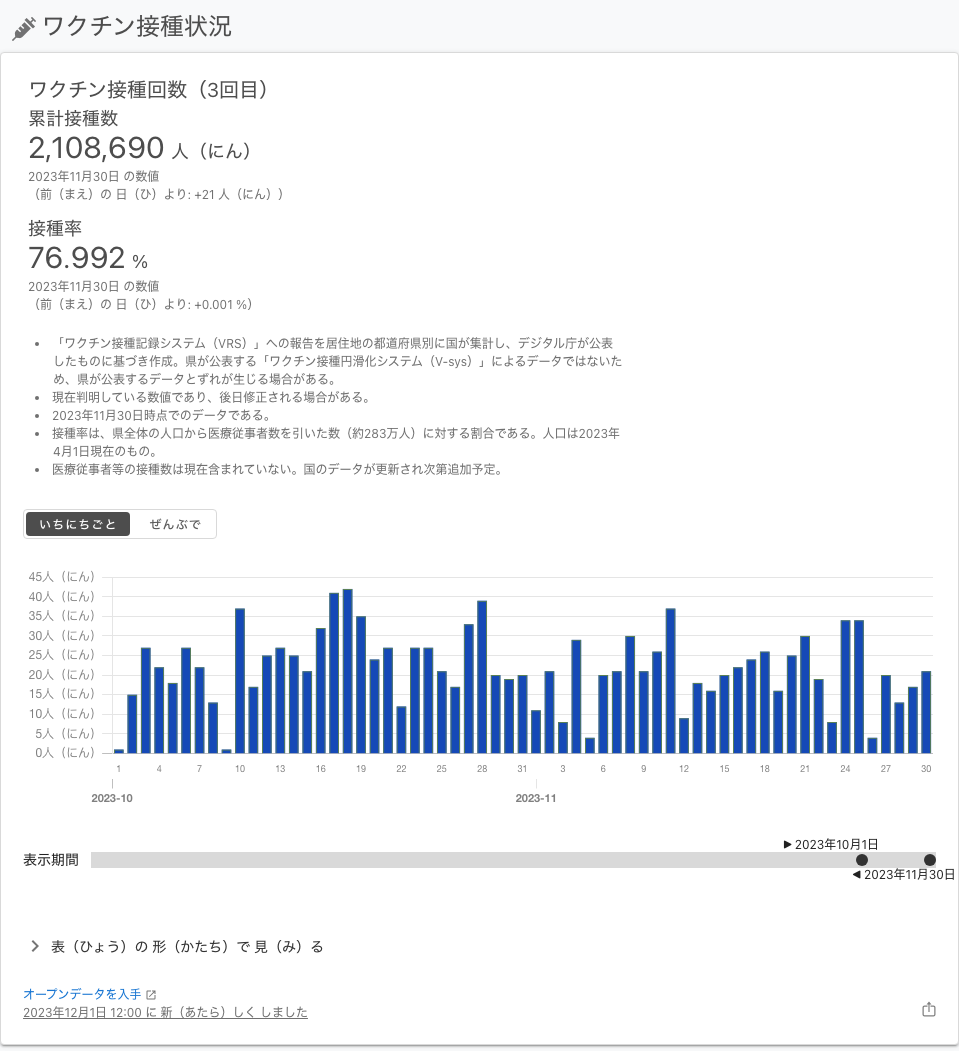 ワクチン接種状況
ワクチン接種回数（3回目）
累計接種数
2,108,690 人（にん）
2023年11月30日 の数値
（前（まえ）の 日（ひ）より: +21 人（にん））
接種率
76.992 %
2023年11月30日 の数値
（前（まえ）の 日（ひ）より: +0.001 %）
• 「ワクチン接種記録システム（VRS）」への報告を居住地の都道府県別に国が集計し、デジタル庁が公表
したものに基づき作成。県が公表する「ワクチン接種円滑化システム（V-sys）」によるデータではないた
め、県が公表するデータとずれが生じる場合がある。
• 現在判明している数値であり、後日修正される場合がある。
• 2023年11月30日時点でのデータである。
• 接種率は、県全体の人口から医療従事者数を引いた数（約283万人）に対する割合である。人口は2023年
4月1日現在のもの。
• 医療従事者等の接種数は現在含まれていない。国のデータが更新され次第追加予定。
いちにちごと ぜんぶで
45人（にん）
40人（にん）
35人（にん）
30人（にん）
25人（にん）
20人（にん）
15人（にん）
10人（にん）
5人（にん）
0人（にん）
1 4 7 10 13 16 19 22 25 28 31 3 6 9 12 15 18 21 24 27 30
2023-10 2023-11
▶ 2023年10月1日
表示期間
◀ 2023年11月30日
表（ひょう）の 形（かたち）で 見（み）る
オープンデータを入手
2023年12月1日 12:00 に 新（あたら）しく しました